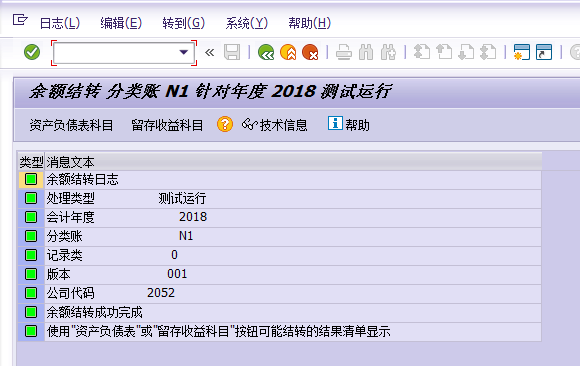 日志(L) 编辑(E) 转到(G) 系统(Y) 帮助(H)
余额结转 分类账 N1 针对年度 2018 测试运行
资产负债表科目 留存收益科目 技术信息 帮助
类型 消息文本
余额结转日志
处理类型 测试运行
会计年度 2018
分类账 N1
记录类 0
版本 001
公司代码 2052
余额结转成功完成
使用"资产负债表"或"留存收益科目"按钮可能结转的结果清单显示